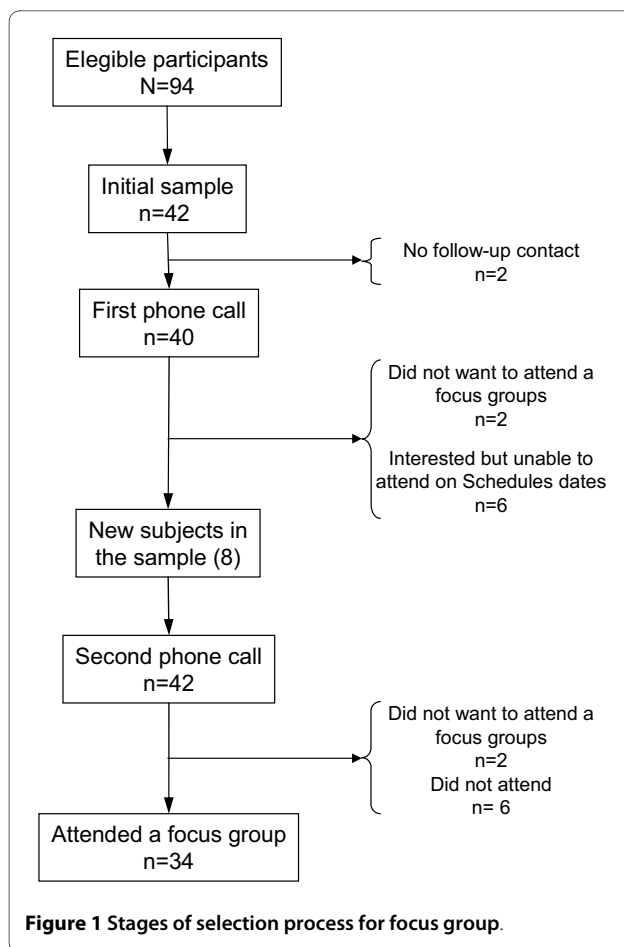 Elegible participants
N=94
Initial sample
n=42
No follow-up contact
n=2
First phone call
n=40
Did not want to attend a
focus groups
n=2
Interested but unable to
attend on Schedules dates
n=6
New subjects in
the sample (8)
Second phone call
n=42
Did not want to attend a
focus groups
n=2
Did not attend
n= 6
Attended a focus group
n=34
Figure 1 Stages of selection process for focus group.